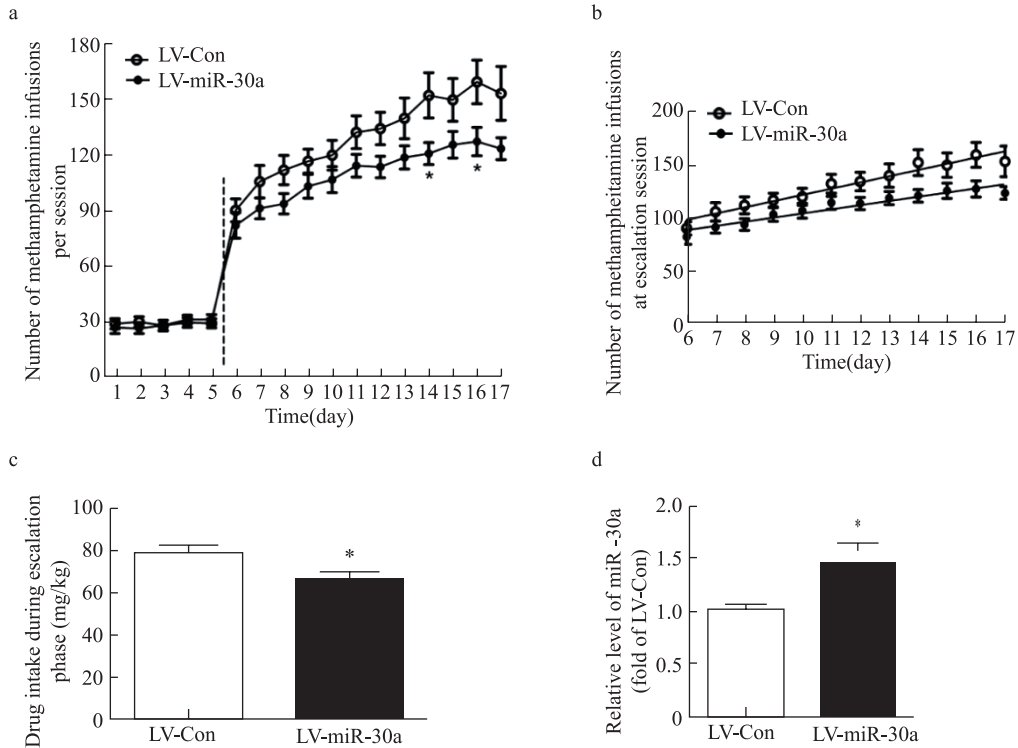 a
Number of methamphetamine infusions
per session
180
150
120
90
60
30
0
LV-Con
LV-miR-30a
*
*
1 2 3 4 5 6 7 8 9 10 11 12 13 14 15 16 17
Time(day)
b
Number of methampheitamine infusions
at escalation session
200
150
100
50
0
LV-Con
LV-miR-30a
6 7 8 9 10 11 12 13 14 15 16 17
Time(day)
c
Drug intake during escalation
phase (mg/kg)
100
80
60
40
20
0
*
LV-Con LV-miR-30a
d
Relative level of miR -30a
(fold of LV-Con)
2.0
1.5
1.0
0.5
0
*
LV-Con LV-miR-30a